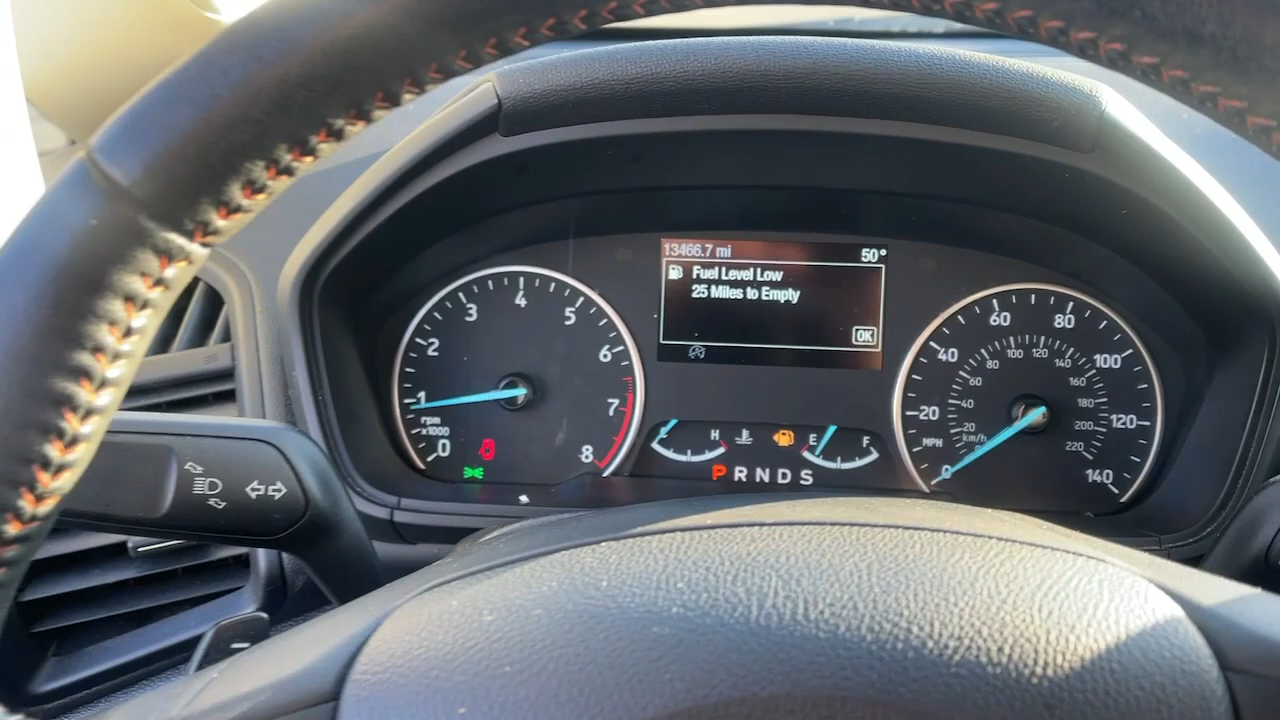 13466.7 mi 50°
Fuel Level Low
25 Miles to Empty
OK
0 1 2 3 4 5 6 7 8
rpm
x1000
H
E F
P R N D S
0 20 40 60 80 100 120 140
MPH
20 40 60 80 100 120 140 160 180 200 220
km/h